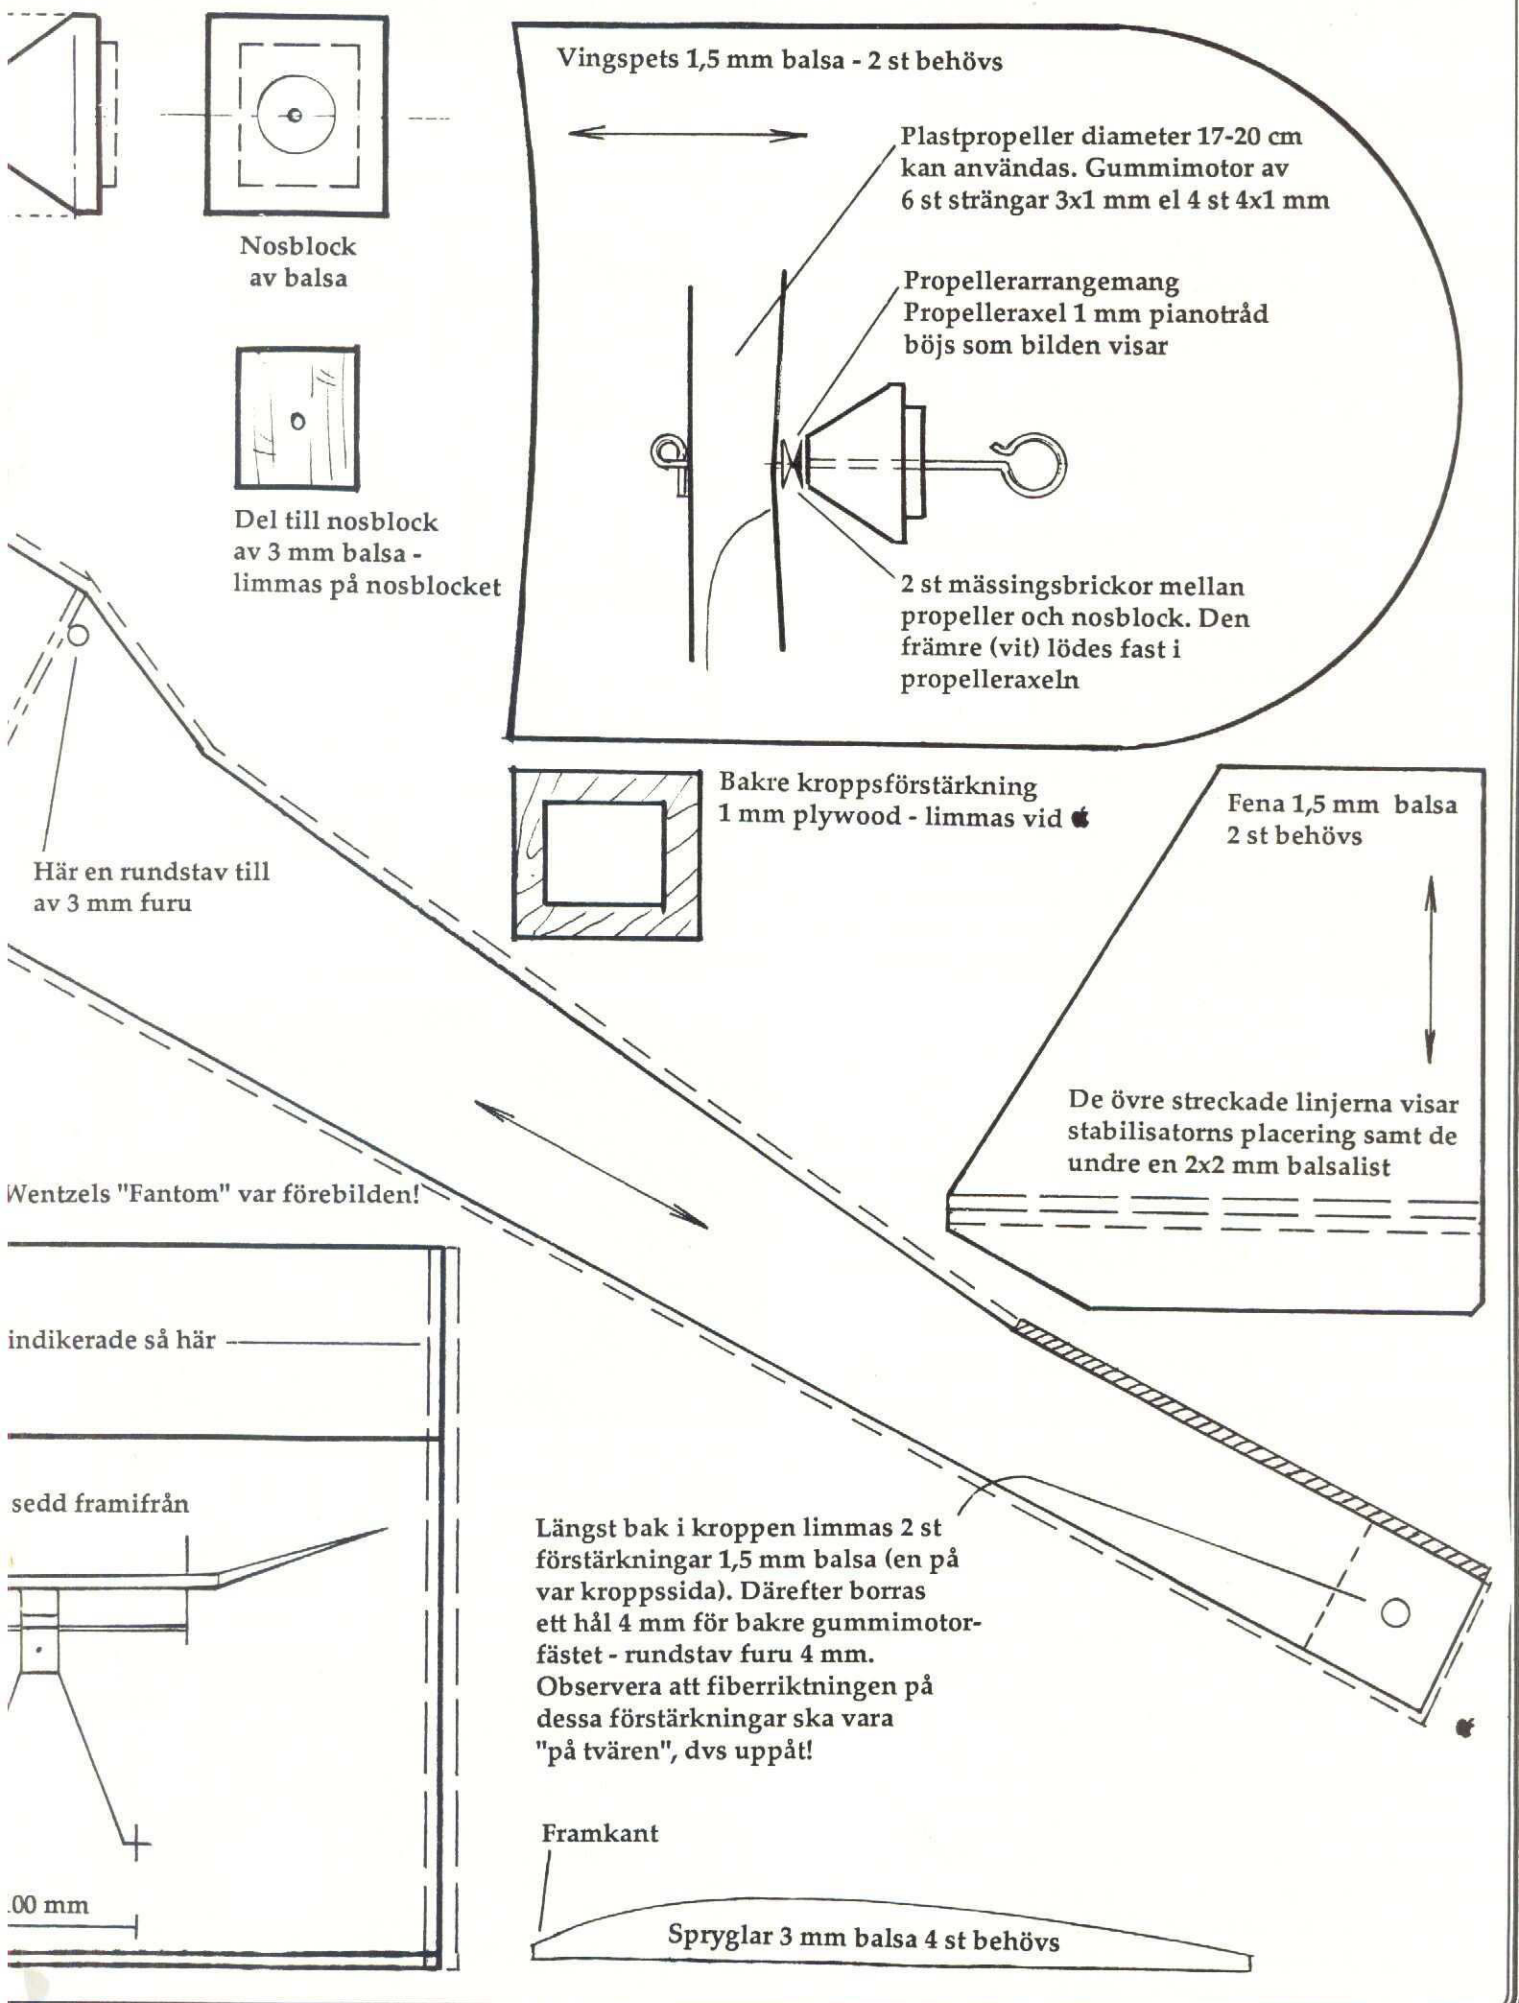 Vingspets 1,5 mm balsa - 2 st behövs
Plastpropeller diameter 17-20 cm
kan användas. Gummimotor av
6 st strängar 3x1 mm el 4 st 4x1 mm
Nosblock
av balsa
Propellerarrangemang
Propelleraxel 1 mm pianotråd
böjs som bilden visar
Del till nosblock
av 3 mm balsa -
limmas på nosblocket
2 st mässingsbrickor mellan
propeller och nosblock. Den
främre (vit) lödes fast i
propelleraxeln
Bakre kroppsförstärkning
1 mm plywood - limmas vid
Fena 1,5 mm balsa
2 st behövs
Här en rundstav till
av 3 mm furu
De övre streckade linjerna visar
stabilisatorns placering samt de
undre en 2x2 mm balsalist
Wentzels "Fantom" var förebilden!
indikerade så här
sedd framifrån
Längst bak i kroppen limmas 2 st
förstärkningar 1,5 mm balsa (en på
var kroppssida). Därefter borras
ett hål 4 mm för bakre gummimotor-
fästet - rundstav furu 4 mm.
Observera att fiberriktningen på
dessa förstärkningar ska vara
"på tvären", dvs uppåt!
Framkant
00 mm
Spryglar 3 mm balsa 4 st behövs